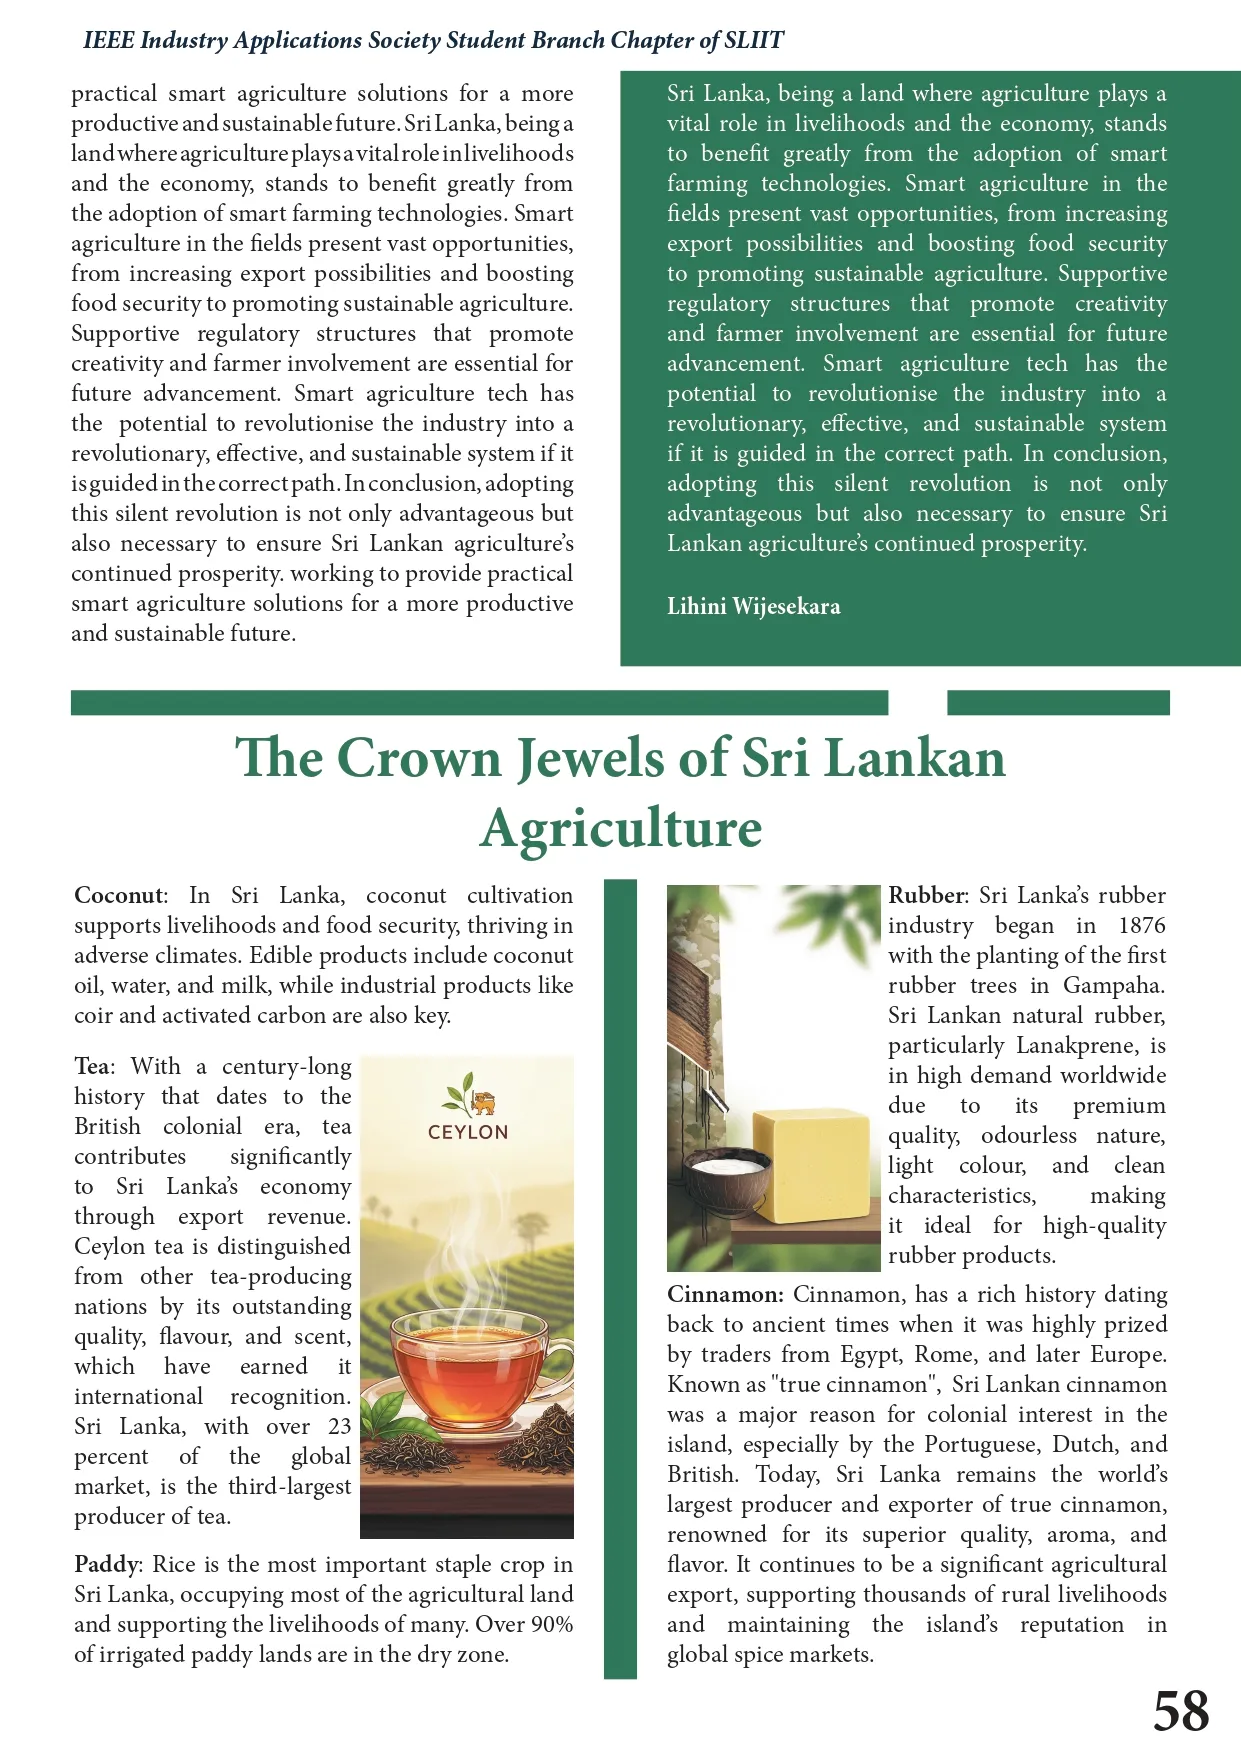 IEEE Industry Applications Society Student Branch Chapter of SLIIT
practical smart agriculture solutions for a more
productive and sustainable future. Sri Lanka, being a
land where agriculture plays a vital role in livelihoods
and the economy, stands to benefit greatly from
the adoption of smart farming technologies. Smart
agriculture in the fields present vast opportunities,
from increasing export possibilities and boosting
food security to promoting sustainable agriculture.
Supportive regulatory structures that promote
creativity and farmer involvement are essential for
future advancement. Smart agriculture tech has
the potential to revolutionise the industry into a
revolutionary, effective, and sustainable system if it
is guided in the correct path. In conclusion, adopting
this silent revolution is not only advantageous but
also necessary to ensure Sri Lankan agriculture’s
continued prosperity. working to provide practical
smart agriculture solutions for a more productive
and sustainable future.
Sri Lanka, being a land where agriculture plays a
vital role in livelihoods and the economy, stands
to benefit greatly from the adoption of smart
farming technologies. Smart agriculture in the
fields present vast opportunities, from increasing
export possibilities and boosting food security
to promoting sustainable agriculture. Supportive
regulatory structures that promote creativity
and farmer involvement are essential for future
advancement. Smart agriculture tech has the
potential to revolutionise the industry into a
revolutionary, effective, and sustainable system
if it is guided in the correct path. In conclusion,
adopting this silent revolution is not only
advantageous but also necessary to ensure Sri
Lankan agriculture’s continued prosperity.
Lihini Wijesekara
The Crown Jewels of Sri Lankan
Agriculture
Coconut: In Sri Lanka, coconut cultivation
supports livelihoods and food security, thriving in
adverse climates. Edible products include coconut
oil, water, and milk, while industrial products like
coir and activated carbon are also key.
Tea: With a century-long
history that dates to the
British colonial era, tea
contributes significantly
to Sri Lanka’s economy
through export revenue.
Ceylon tea is distinguished
from other tea-producing
nations by its outstanding
quality, flavour, and scent,
which have earned it
international recognition.
Sri Lanka, with over 23
percent of the global
market, is the third-largest
producer of tea.
CEYLON
Paddy: Rice is the most important staple crop in
Sri Lanka, occupying most of the agricultural land
and supporting the livelihoods of many. Over 90%
of irrigated paddy lands are in the dry zone.
Rubber: Sri Lanka’s rubber
industry began in 1876
with the planting of the first
rubber trees in Gampaha.
Sri Lankan natural rubber,
particularly Lanakprene, is
in high demand worldwide
due to its premium
quality, odourless nature,
light colour, and clean
characteristics, making
it ideal for high-quality
rubber products.
Cinnamon: Cinnamon, has a rich history dating
back to ancient times when it was highly prized
by traders from Egypt, Rome, and later Europe.
Known as "true cinnamon", Sri Lankan cinnamon
was a major reason for colonial interest in the
island, especially by the Portuguese, Dutch, and
British. Today, Sri Lanka remains the world’s
largest producer and exporter of true cinnamon,
renowned for its superior quality, aroma, and
flavor. It continues to be a significant agricultural
export, supporting thousands of rural livelihoods
and maintaining the island’s reputation in
global spice markets.
58